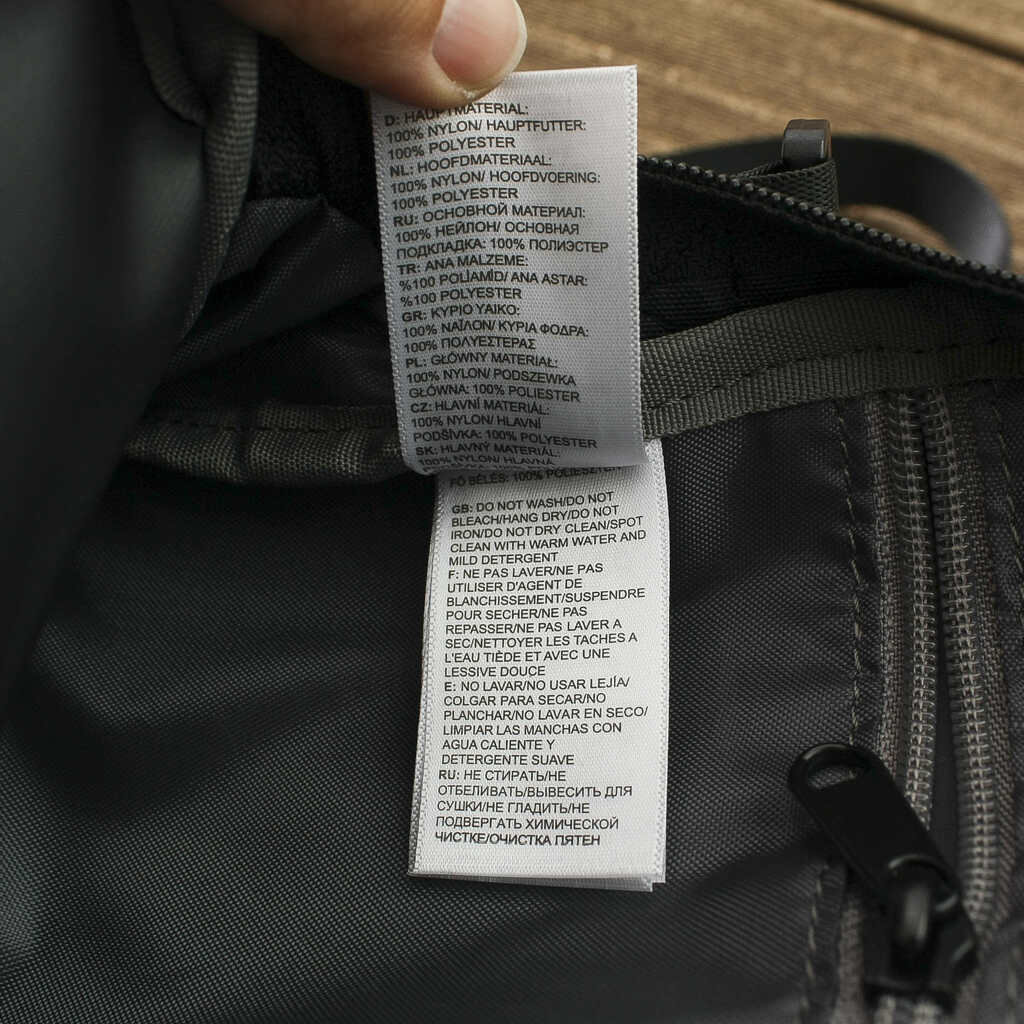 D: HAUPTMATERIAL:
100% NYLON/ HAUPTFUTTER:
100% POLYESTER
NL: HOOFDMATERIAAL:
100% NYLON/ HOOFDVOERING:
100% POLYESTER
RU: ОСНОВНОЙ МАТЕРИАЛ:
100% НЕЙЛОН/ ОСНОВНАЯ
ПОДКЛАДКА: 100% ПОЛИЭСТЕР
TR: ANA MALZEME:
%100 POLİAMİD/ ANA ASTAR:
%100 POLYESTER
GR: ΚΥΡΙΟ ΥΑΙΚΟ:
100% ΝΑΪΛΟΝ/ ΚΥΡΙΑ ΦΟΔΡΑ:
100% ΠΟΛΥΕΣΤΕΡΑΣ
PL: GŁÓWNY MATERIAŁ:
100% NYLON/ PODSZEWKA
GŁÓWNA: 100% POLIESTER
CZ: HLAVNÍ MATERIÁL:
100% NYLON/ HLAVNÍ
PODŠÍVKA: 100% POLYESTER
SK: HLAVNÝ MATERIÁL:
100% NYLON/ HLAVNÁ
FŐ BÉLÉS: 100% POLIESZTER
GB: DO NOT WASH/DO NOT
BLEACH/HANG DRY/DO NOT
IRON/DO NOT DRY CLEAN/SPOT
CLEAN WITH WARM WATER AND
MILD DETERGENT
F: NE PAS LAVER/NE PAS
UTILISER D'AGENT DE
BLANCHISSEMENT/SUSPENDRE
POUR SECHER/NE PAS
REPASSER/NE PAS LAVER A
SEC/NETTOYER LES TACHES A
L'EAU TIÈDE ET AVEC UNE
LESSIVE DOUCE
E: NO LAVAR/NO USAR LEJÍA/
COLGAR PARA SECAR/NO
PLANCHAR/NO LAVAR EN SECO/
LIMPIAR LAS MANCHAS CON
AGUA CALIENTE Y
DETERGENTE SUAVE
RU: НЕ СТИРАТЬ/НЕ
ОТБЕЛИВАТЬ/ВЫВЕСИТЬ ДЛЯ
СУШКИ/НЕ ГЛАДИТЬ/НЕ
ПОДВЕРГАТЬ ХИМИЧЕСКОЙ
ЧИСТКЕ/ОЧИСТКА ПЯТЕН